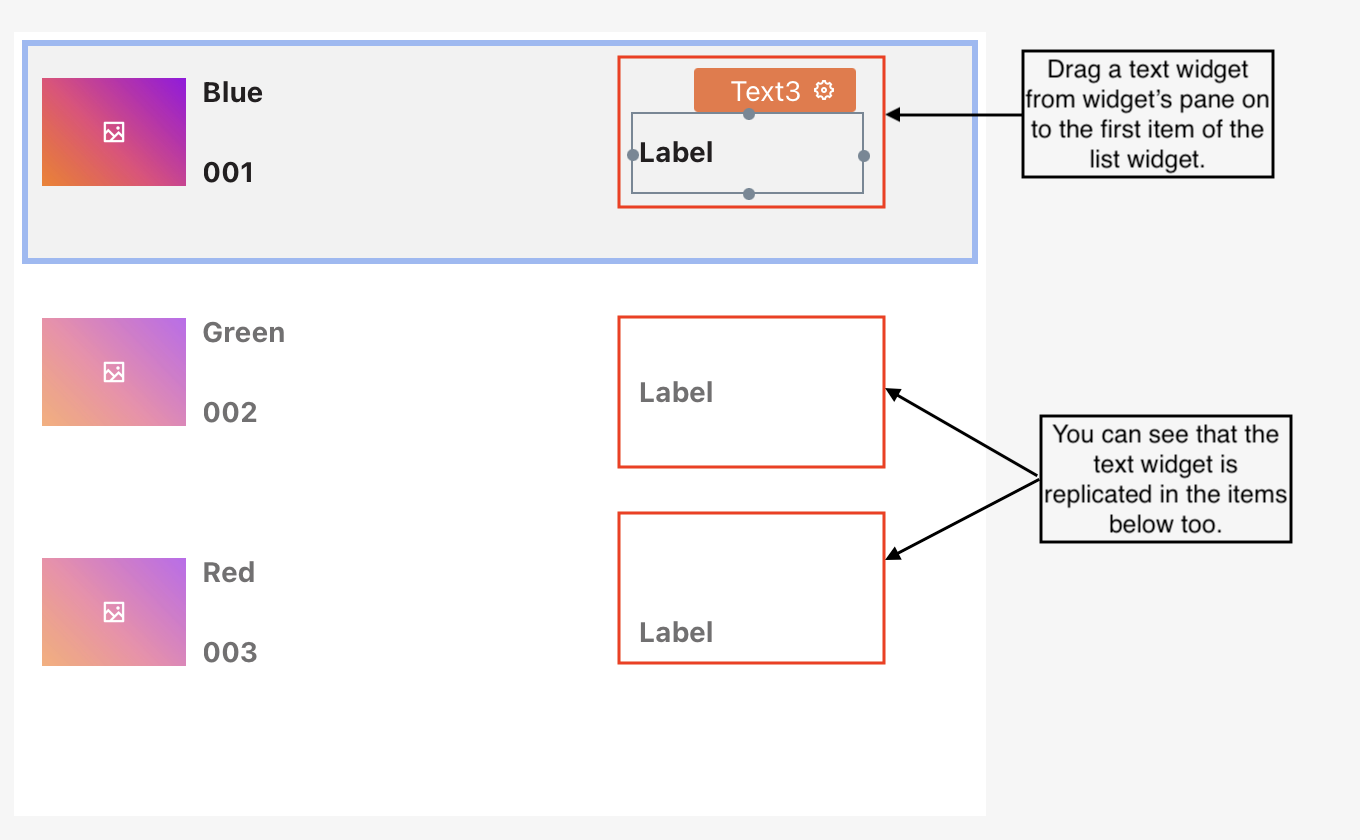 Blue
001
Text3
Label
Drag a text widget
from widget's pane on
to the first item of the
list widget.
Green
002
Label
You can see that the
text widget is
replicated in the items
below too.
Red
003
Label